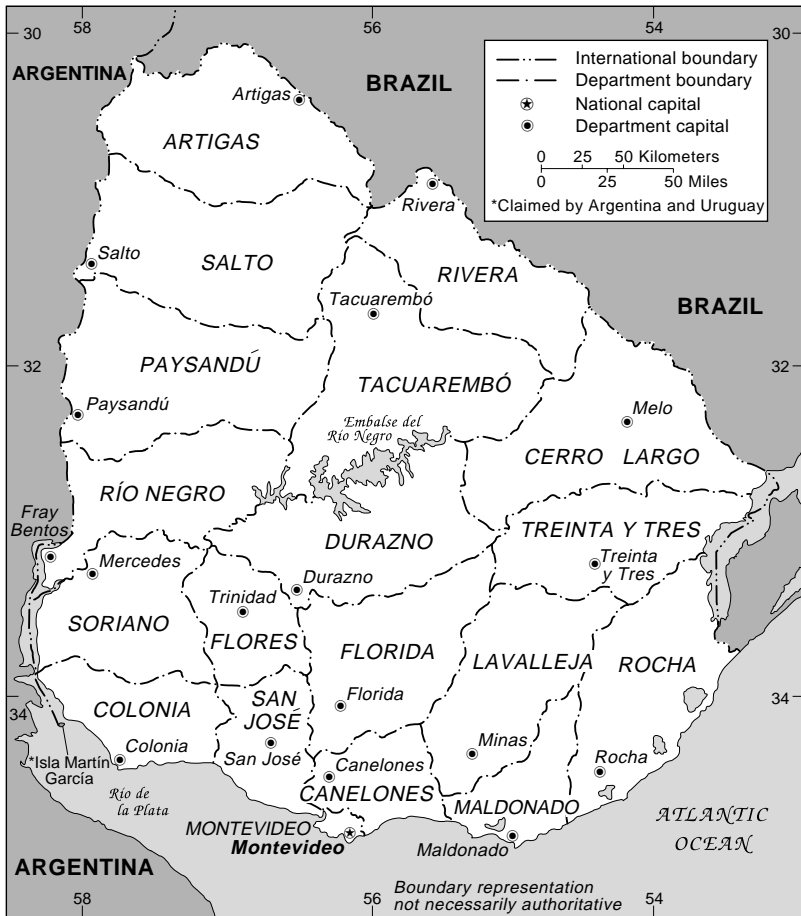 58
56
54
30
30
ARGENTINA
BRAZIL
International boundary
Department boundary
National capital
Department capital
0 25 50 Kilometers
0 25 50 Miles
*Claimed by Argentina and Uruguay
Artigas
ARTIGAS
Rivera
Salto
SALTO
RIVERA
Tacuarembó
BRAZIL
32
32
PAYSANDÚ
TACUAREMBÓ
Paysandú
Embalse del
Río Negro
Melo
CERRO LARGO
RÍO NEGRO
Fray
Bentos
DURAZNO
TREINTA Y TRES
Mercedes
Durazno
Treinta
y Tres
Trinidad
SORIANO
FLORES
FLORIDA
LAVALLEJA
ROCHA
34
34
COLONIA
SAN
JOSÉ
Florida
Colonia
San José
Minas
*Isla Martín
García
Canelones
Rocha
CANELONES
MALDONADO
Río de
la Plata
MONTEVIDEO
Montevideo
Maldonado
ATLANTIC
OCEAN
ARGENTINA
Boundary representation
not necessarily authoritative
58
56
54